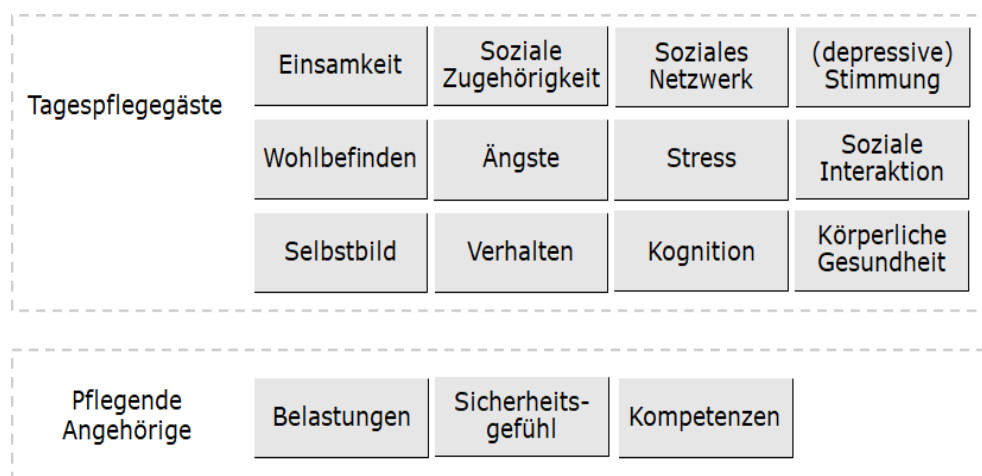 Tagespflegegäste
Einsamkeit
Soziale
Zugehörigkeit
Soziales
Netzwerk
(depressive)
Stimmung
Wohlbefinden
Ängste
Stress
Soziale
Interaktion
Selbstbild
Verhalten
Kognition
Körperliche
Gesundheit
Pflegende
Angehörige
Belastungen
Sicherheits-
gefühl
Kompetenzen